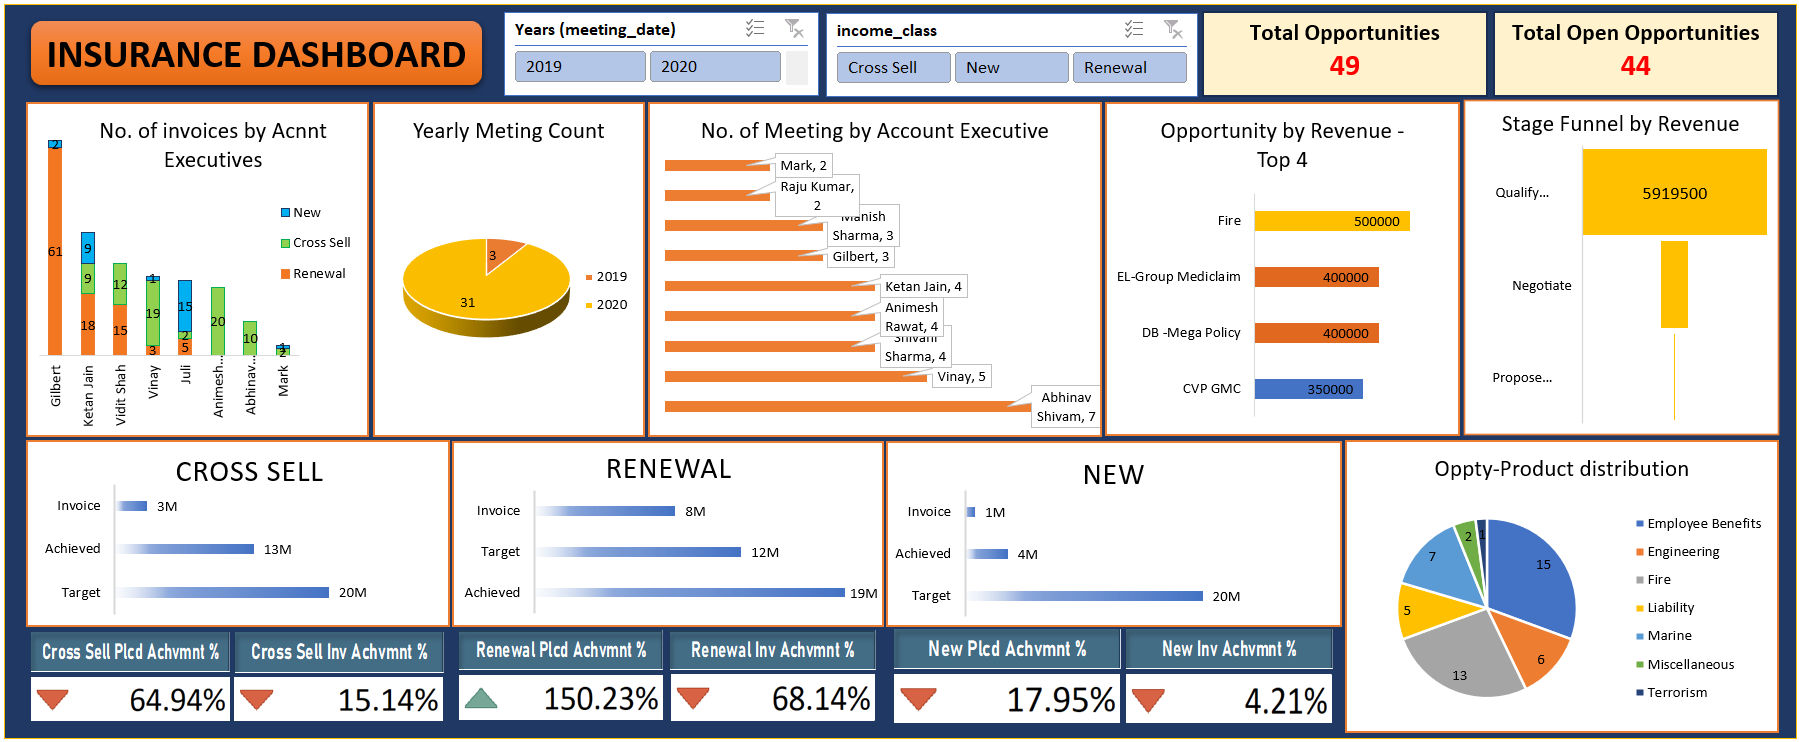 INSURANCE DASHBOARD
Years (meeting_date)
2019
2020
income_class
Cross Sell
New
Renewal
Total Opportunities
49
Total Open Opportunities
44
No. of invoices by Acnnt
Executives
2
61
9
9
18
12
15
1
19
3
15
2
5
20
10
1
2
New
Cross Sell
Renewal
Gilbert
Ketan Jain
Vidit Shah
Vinay
Juli
Animesh...
Abhinav...
Mark
Yearly Meting Count
3
31
2019
2020
No. of Meeting by Account Executive
Mark, 2
Raju Kumar,
2
Manish
Sharma, 3
Gilbert, 3
Ketan Jain, 4
Animesh
Rawat, 4
Shivani
Sharma, 4
Vinay, 5
Abhinav
Shivam, 7
Opportunity by Revenue -
Top 4
Fire
500000
EL-Group Mediclaim
400000
DB -Mega Policy
400000
CVP GMC
350000
Stage Funnel by Revenue
Qualify...
5919500
Negotiate
Propose...
CROSS SELL
Invoice
3M
Achieved
13M
Target
20M
RENEWAL
Invoice
8M
Target
12M
Achieved
19M
NEW
Invoice
1M
Achieved
4M
Target
20M
Oppty-Product distribution
15
6
13
5
7
2
1
Employee Benefits
Engineering
Fire
Liability
Marine
Miscellaneous
Terrorism
Cross Sell Plcd Achvmnt %
64.94%
Cross Sell Inv Achvmnt %
15.14%
Renewal Plcd Achvmnt %
150.23%
Renewal Inv Achvmnt %
68.14%
New Plcd Achvmnt %
17.95%
New Inv Achvmnt %
4.21%